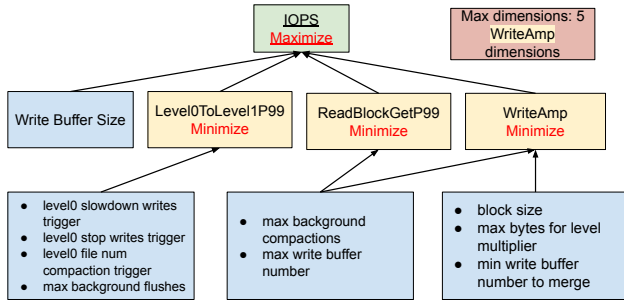 IOPS
Maximize
Max dimensions: 5
WriteAmp
dimensions
Write Buffer Size
Level0ToLevel1P99
Minimize
ReadBlockGetP99
Minimize
WriteAmp
Minimize
● level0 slowdown writes
trigger
● level0 stop writes trigger
● level0 file num
compaction trigger
● max background flushes
● max background
compactions
● max write buffer
number
● block size
● max bytes for level
multiplier
● min write buffer
number to merge